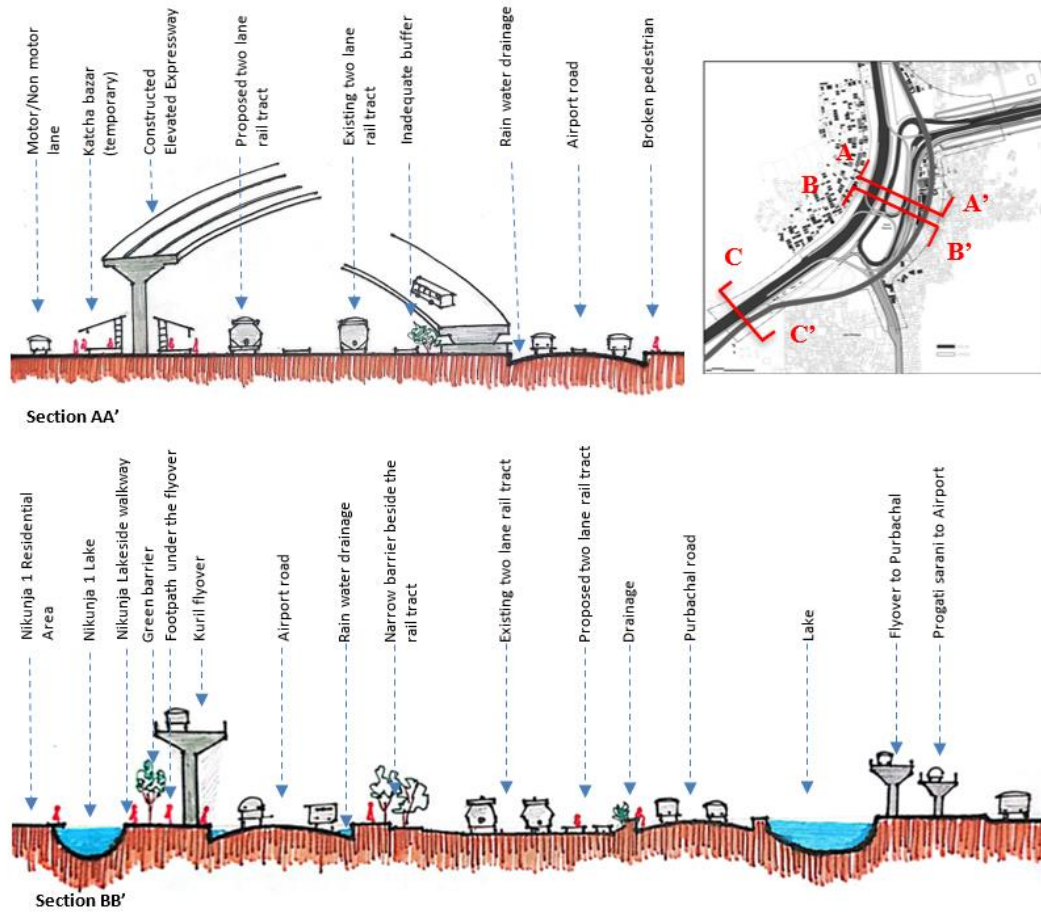 Motor/Non motor
lane
Katcha bazar
(temporary)
Constructed
Elevated Expressway
Proposed two lane
rail tract
Existing two lane
rail tract
Inadequate buffer
Rain water drainage
Airport road
Broken pedestrian
A
B
A’
B’
C
C’
Section AA’
Nikunja 1 Residential
Area
Nikunja 1 Lake
Nikunja Lakeside walkway
Green barrier
Footpath under the flyover
Kuril flyover
Airport road
Rain water drainage
Narrow barrier beside the
rail tract
Existing two lane rail tract
Proposed two lane rail tract
Drainage
Purbachal road
Lake
Flyover to Purbachal
Progati sarani to Airport
Section BB’